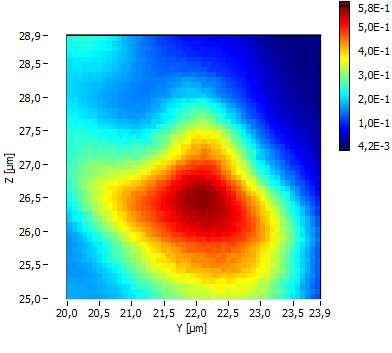 5,8E-1
5,0E-1
4,0E-1
3,0E-1
2,0E-1
1,0E-1
4,2E-3
28,9
28,5
28,0
27,5
27,0
26,5
26,0
25,5
25,0
Z [µm]
20,0 20,5 21,0 21,5 22,0 22,5 23,0 23,5 23,9
Y [µm]